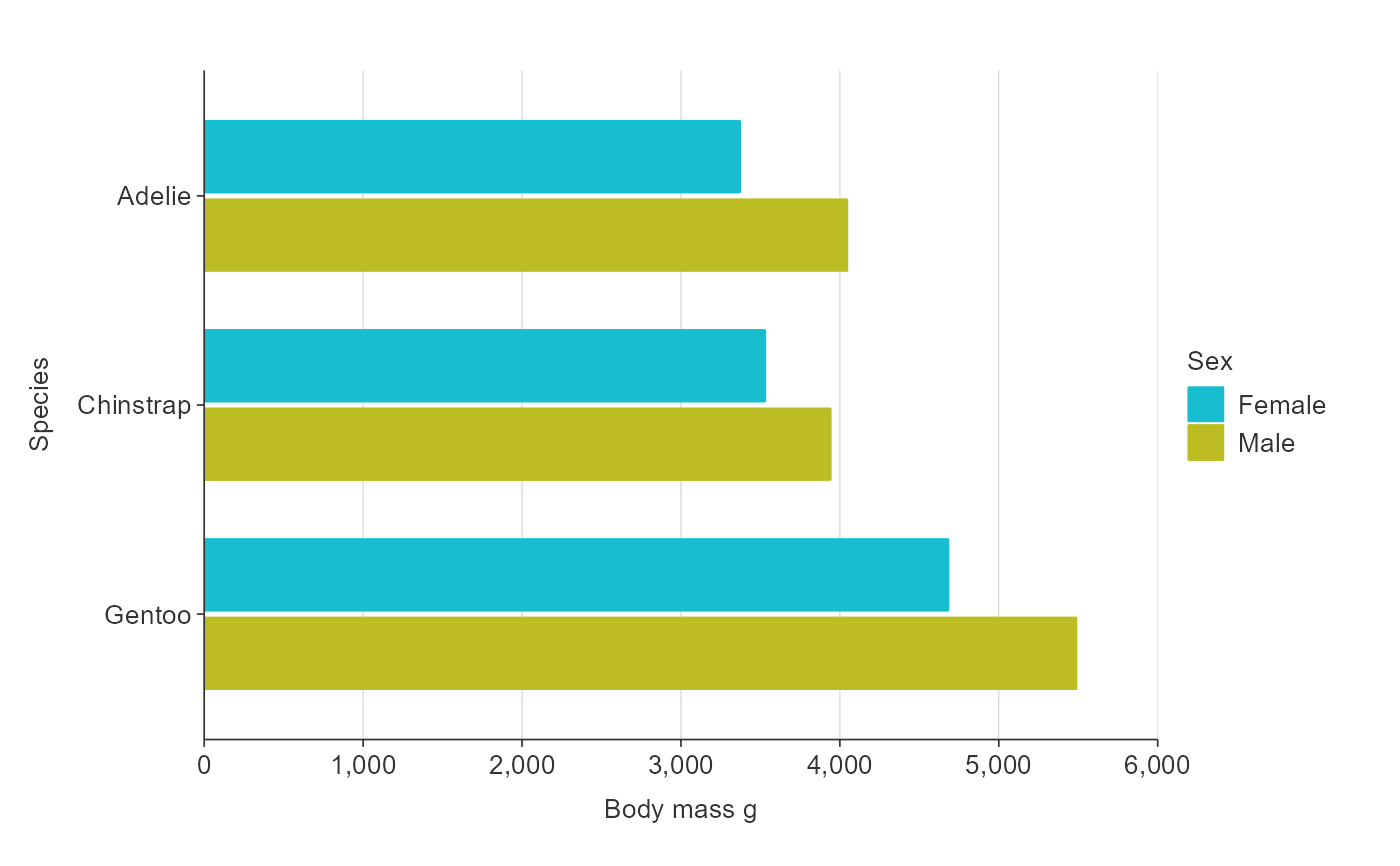 Species
Adelie
Chinstrap
Gentoo
0 1,000 2,000 3,000 4,000 5,000 6,000
Body mass g
Sex
Female
Male